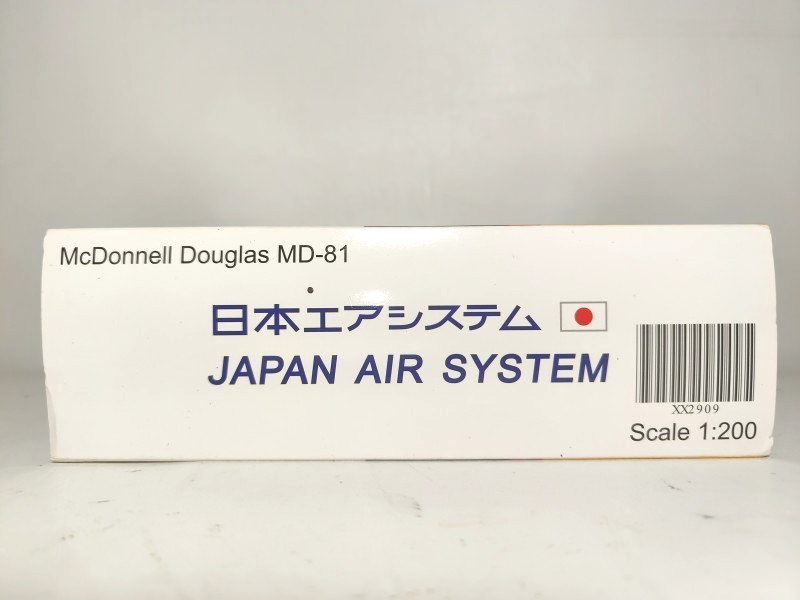 McDonnell Douglas MD-81
日本エアシステム
JAPAN AIR SYSTEM
XX2909
Scale 1:200